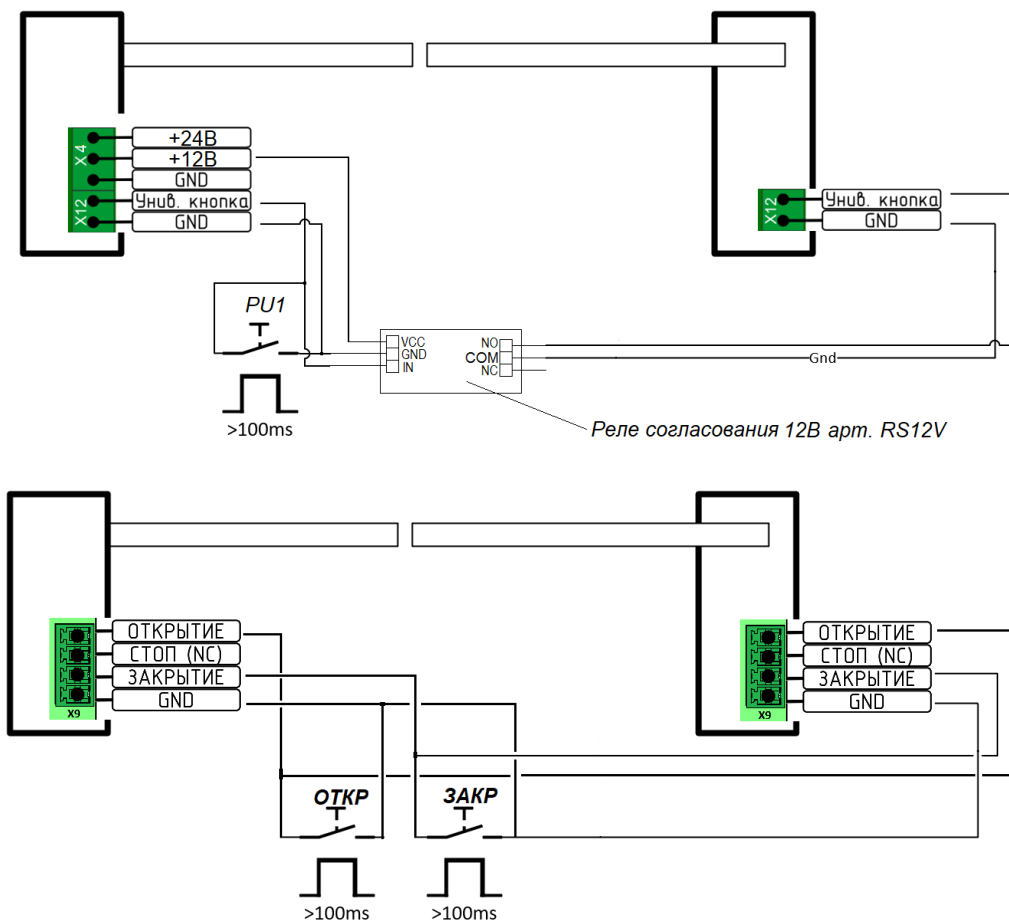 X4
+24В
+12В
GND
X12
Унив. кнопка
GND
X12
Унив. кнопка
GND
PU1
>100ms
VCC
GND
IN
NO
COM
NC
Gnd
Реле согласования 12В арт. RS12V
ОТКРЫТИЕ
СТОП (NC)
ЗАКРЫТИЕ
GND
X9
ОТКРЫТИЕ
СТОП (NC)
ЗАКРЫТИЕ
GND
X9
ОТКР
ЗАКР
>100ms
>100ms